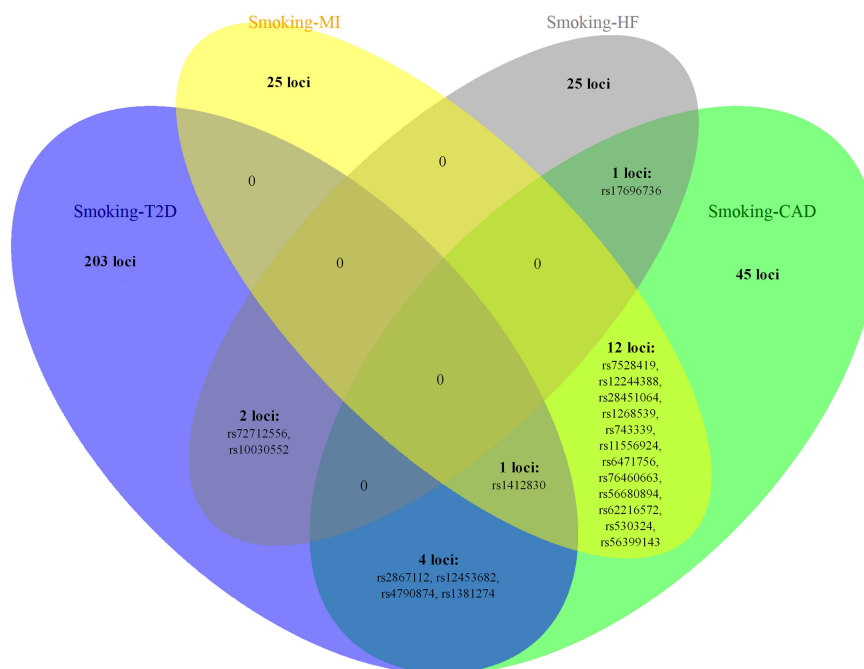 Smoking-MI
Smoking-HF
25 loci
25 loci
0
1 loci:
rs17696736
0
Smoking-T2D
Smoking-CAD
203 loci
0
0
45 loci
12 loci:
rs7528419,
rs12244388,
rs28451064,
rs1268539,
rs743339,
rs11556924,
rs6471756,
rs76460663,
rs56680894,
rs62216572,
rs530324,
rs56399143
0
2 loci:
rs72712556,
rs10030552
1 loci:
rs1412830
0
4 loci:
rs2867112, rs12453682,
rs4790874, rs1381274